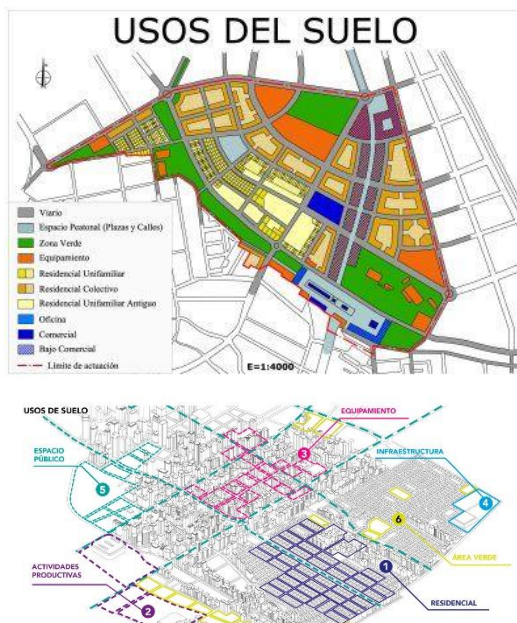 USOS DEL SUELO
Viario
Espacio Peatonal (Plazas y Calles)
Zona Verde
Equipamiento
Residencial Unifamiliar
Residencial Colectivo
Residencial Unifamiliar Antiguo
Oficina
Comercial
Bajo Comercial
Límite de actuación
E=1:4000
USOS DE SUELO
EQUIPAMIENTO
3
ESPACIO
PÚBLICO
5
INFRAESTRUCTURA
4
6
ÁREA VERDE
ACTIVIDADES
PRODUCTIVAS
2
1
RESIDENCIAL